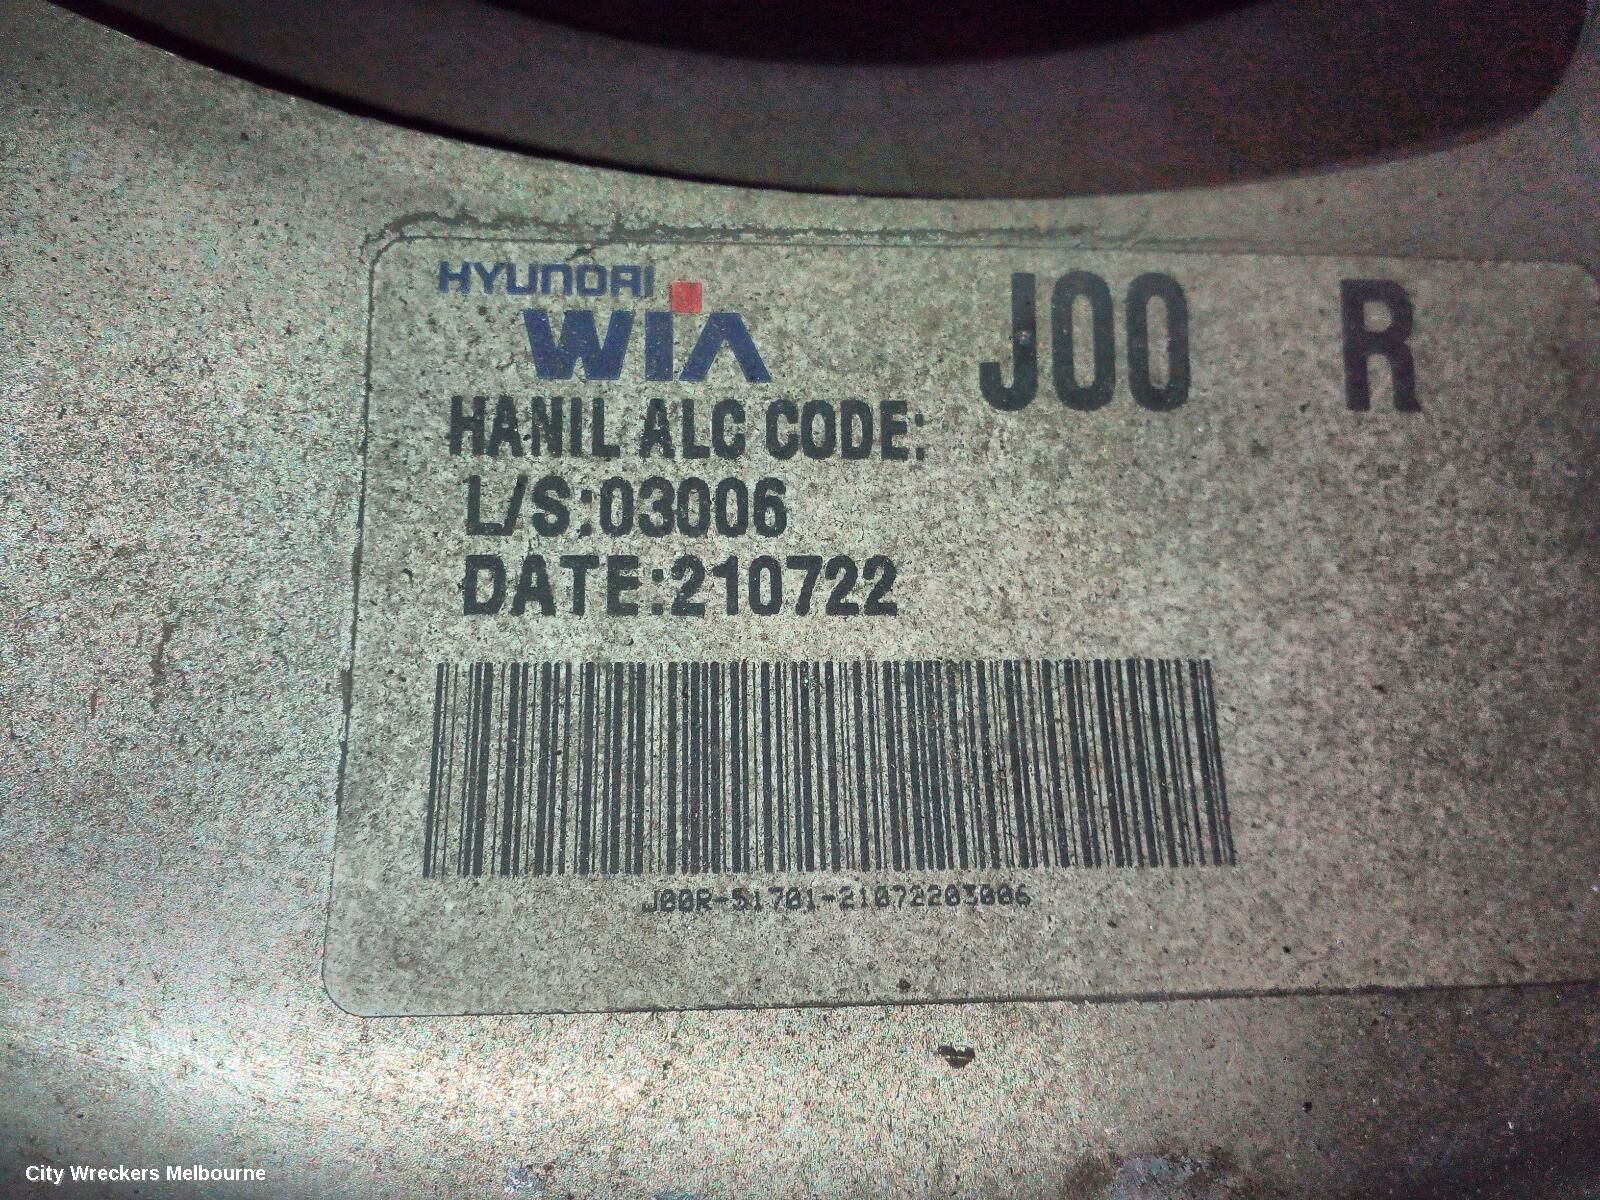 HYUNDAI
WIA
J00 R
HANIL ALC CODE:
L/S:03006
DATE:210722
J00R-51701-21072203006
City Wreckers Melbourne